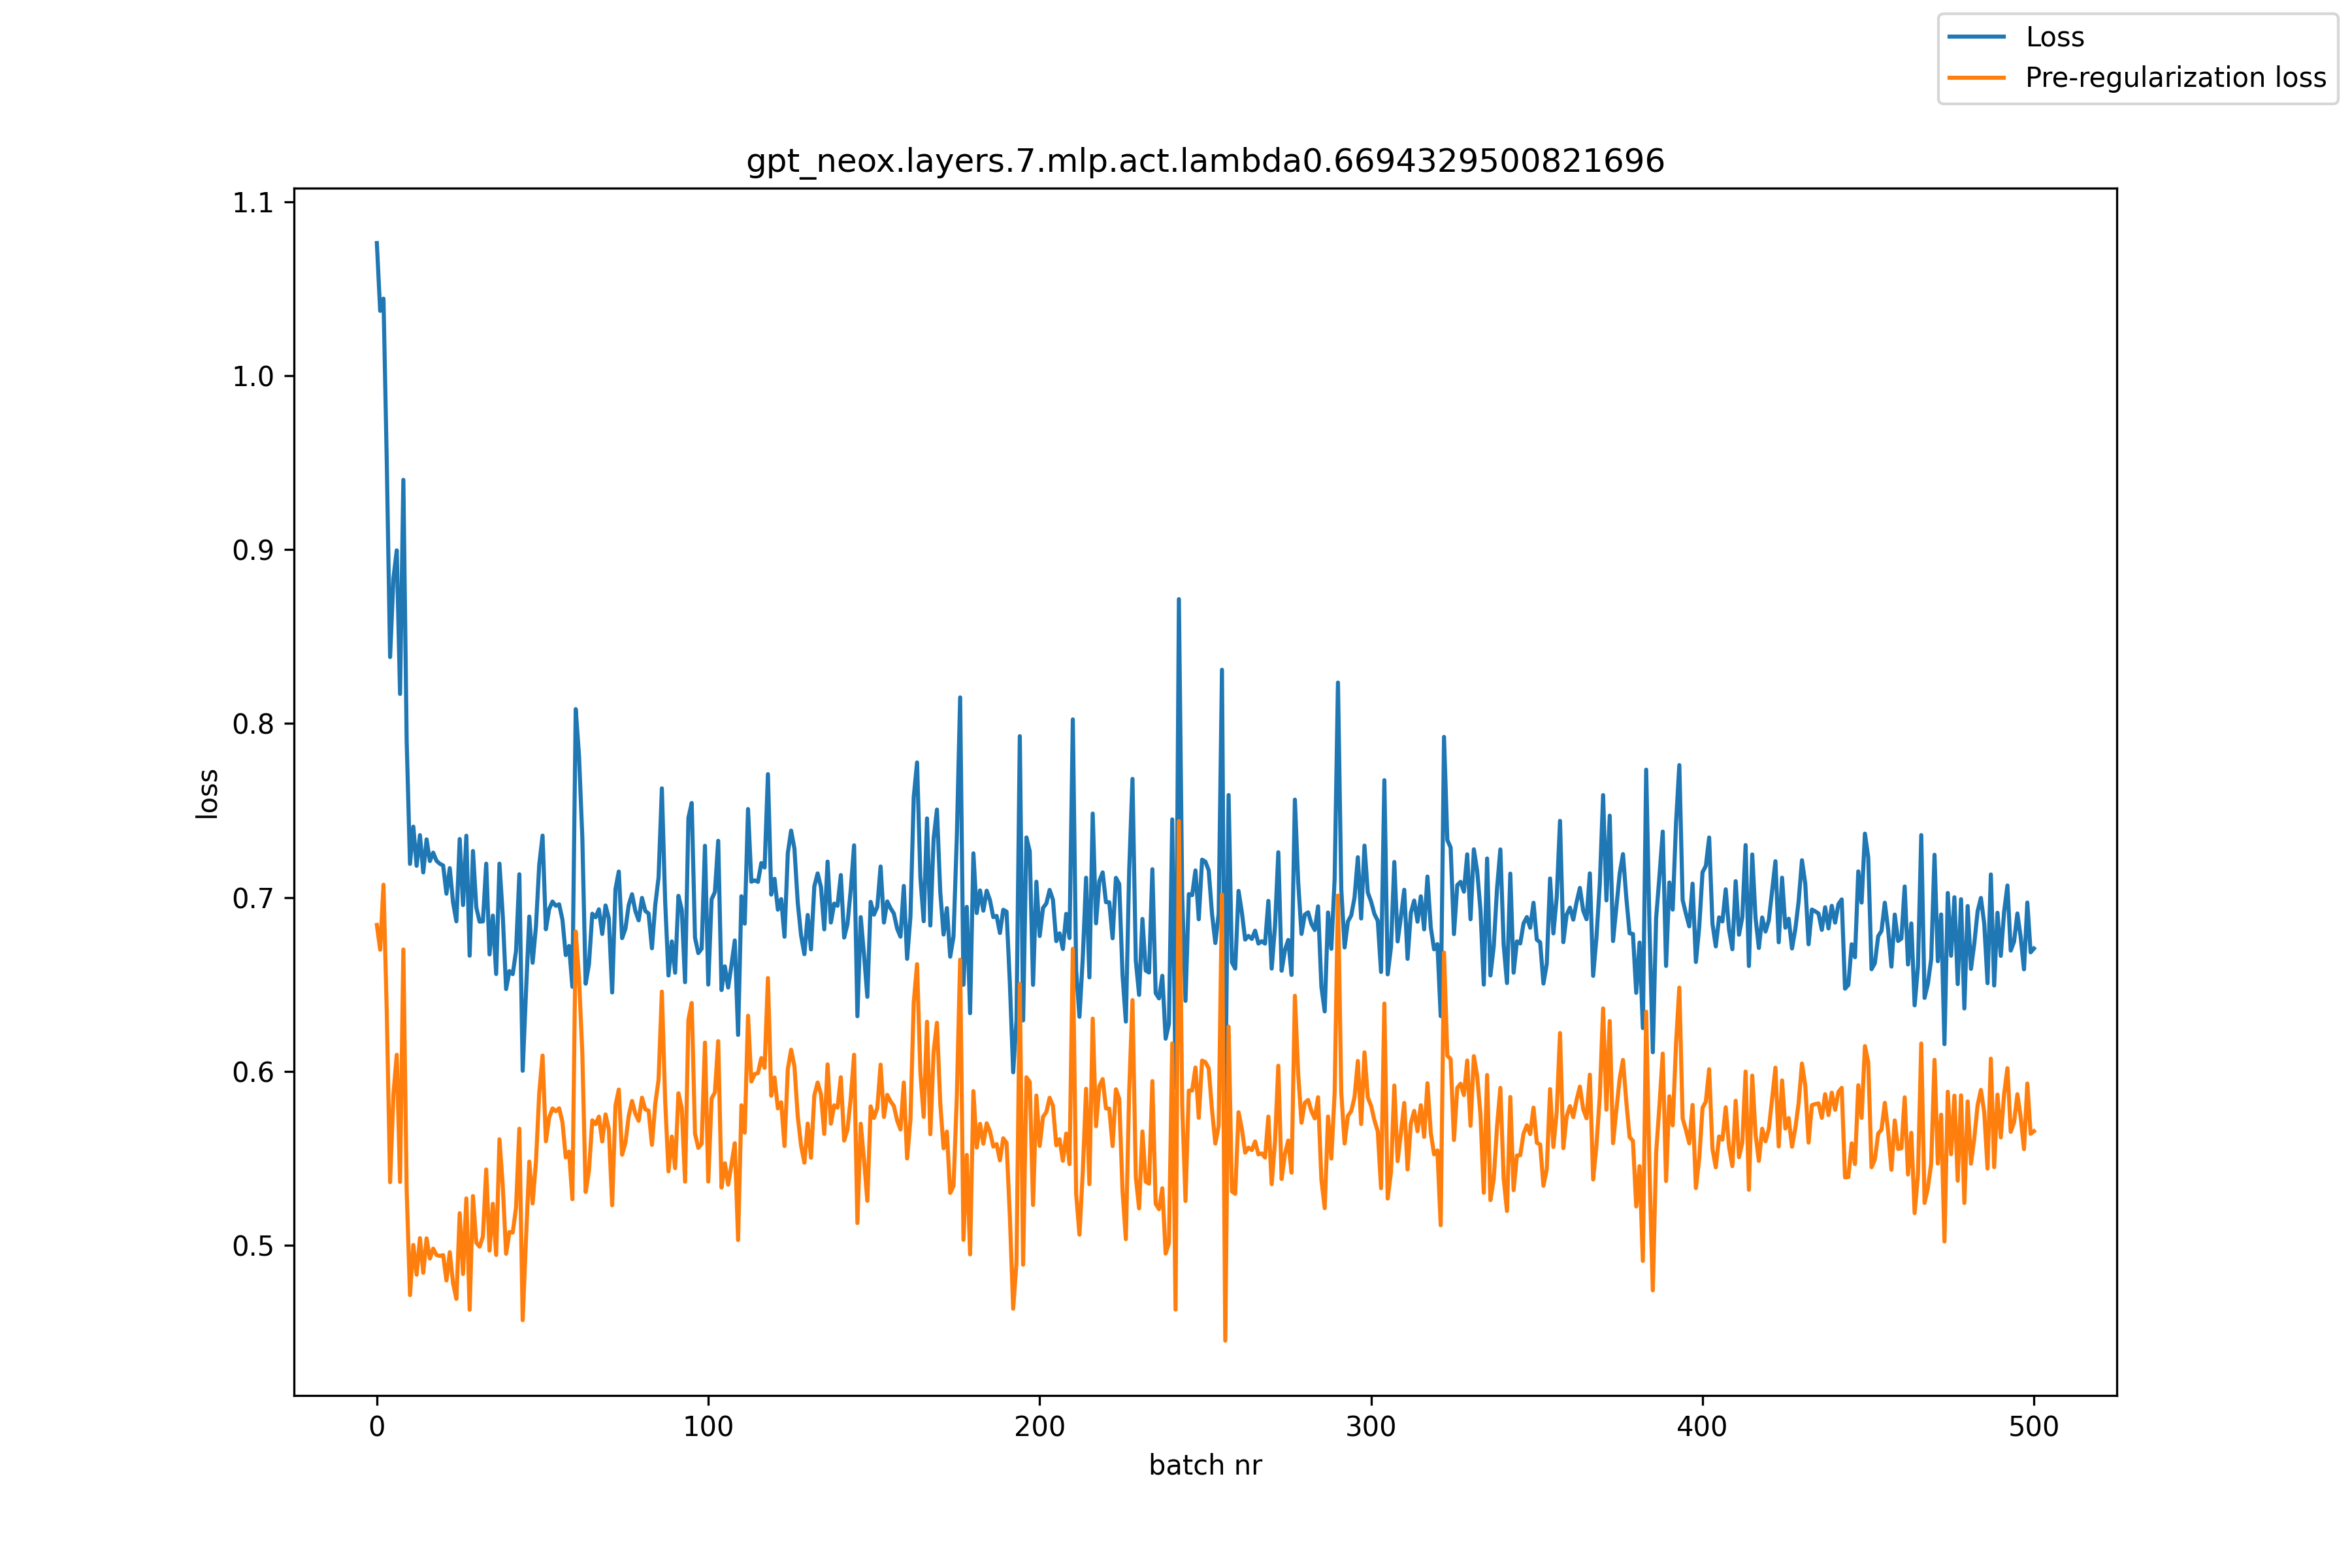 Loss
Pre-regularization loss
gpt_neox.layers.7.mlp.act.lambda0.6694329500821696
1.1
1.0
0.9
0.8
0.7
0.6
0.5
loss
0 100 200 300 400 500
batch nr